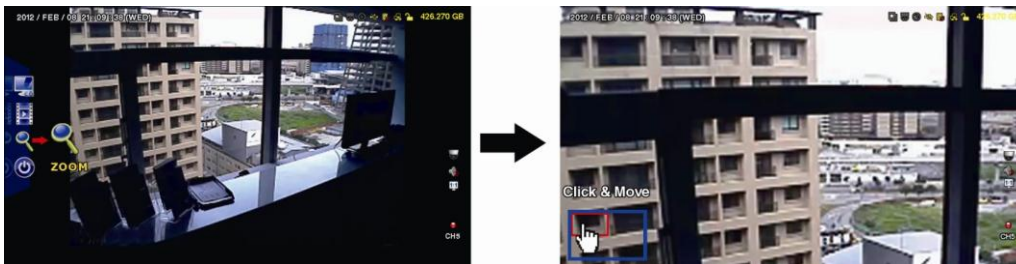 2012 / FEB / 08 21 : 09 : 38 (WED)
426.270 GB
ZOOM
CH5
2012 / FEB / 08 21 : 09 : 38 (WED)
Click & Move
CH5